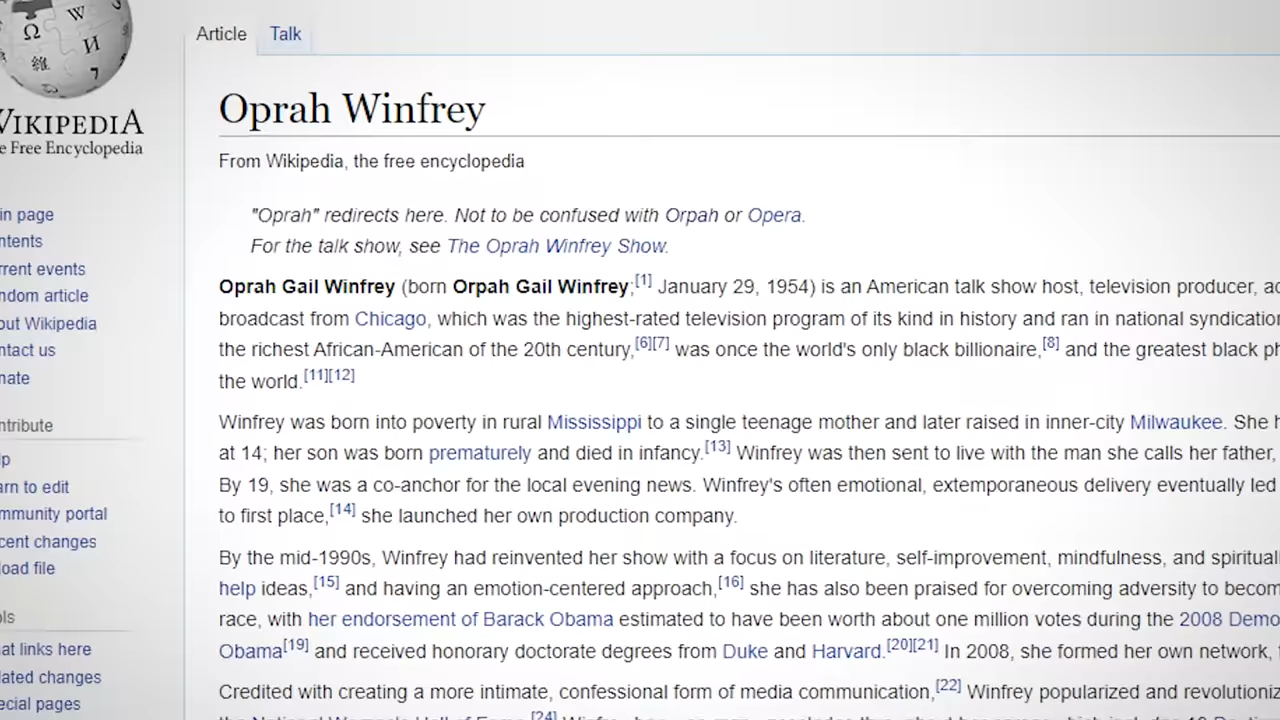 Ω W И 維 7
Article Talk
WIKIPEDIA
Free Encyclopedia
Oprah Winfrey
From Wikipedia, the free encyclopedia
"Oprah" redirects here. Not to be confused with Orpah or Opera.
For the talk show, see The Oprah Winfrey Show.
Oprah Gail Winfrey (born Orpah Gail Winfrey;[1] January 29, 1954) is an American talk show host, television producer, ac
broadcast from Chicago, which was the highest-rated television program of its kind in history and ran in national syndication
the richest African-American of the 20th century,[6][7] was once the world's only black billionaire,[8] and the greatest black ph
the world.[11][12]
Winfrey was born into poverty in rural Mississippi to a single teenage mother and later raised in inner-city Milwaukee. She h
at 14; her son was born prematurely and died in infancy.[13] Winfrey was then sent to live with the man she calls her father,
By 19, she was a co-anchor for the local evening news. Winfrey's often emotional, extemporaneous delivery eventually led
to first place,[14] she launched her own production company.
By the mid-1990s, Winfrey had reinvented her show with a focus on literature, self-improvement, mindfulness, and spirituali
help ideas,[15] and having an emotion-centered approach,[16] she has also been praised for overcoming adversity to becom
race, with her endorsement of Barack Obama estimated to have been worth about one million votes during the 2008 Demo
Obama[19] and received honorary doctorate degrees from Duke and Harvard.[20][21] In 2008, she formed her own network,
Credited with creating a more intimate, confessional form of media communication,[22] Winfrey popularized and revolutioniz
in page
ntents
rrent events
ndom article
out Wikipedia
ntact us
nate
ntribute
lp
arn to edit
mmunity portal
cent changes
load file
ols
at links here
lated changes
ecial pages